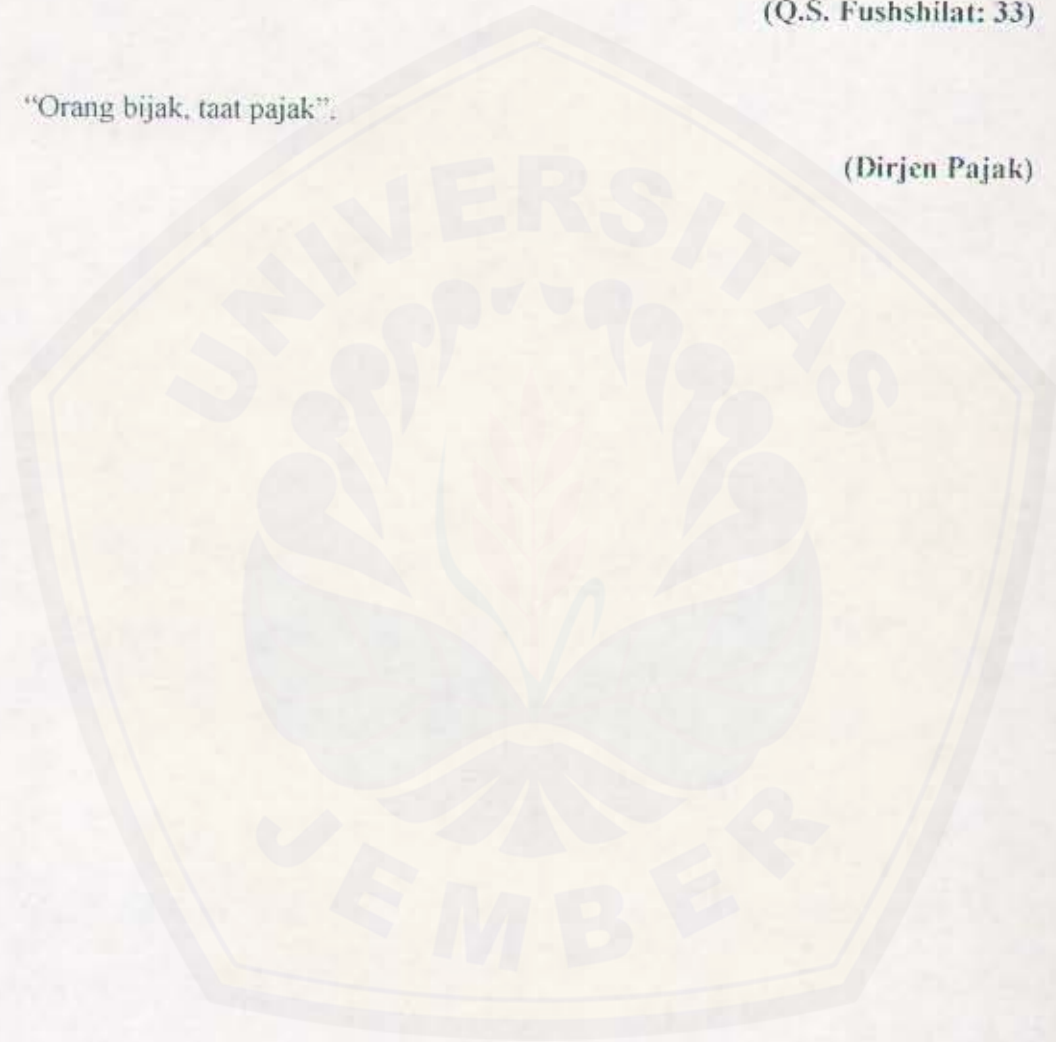 (Q.S. Fushshilat: 33)
“Orang bijak, taat pajak”.
(Dirjen Pajak)
UNIVERSITAS
JEMBER